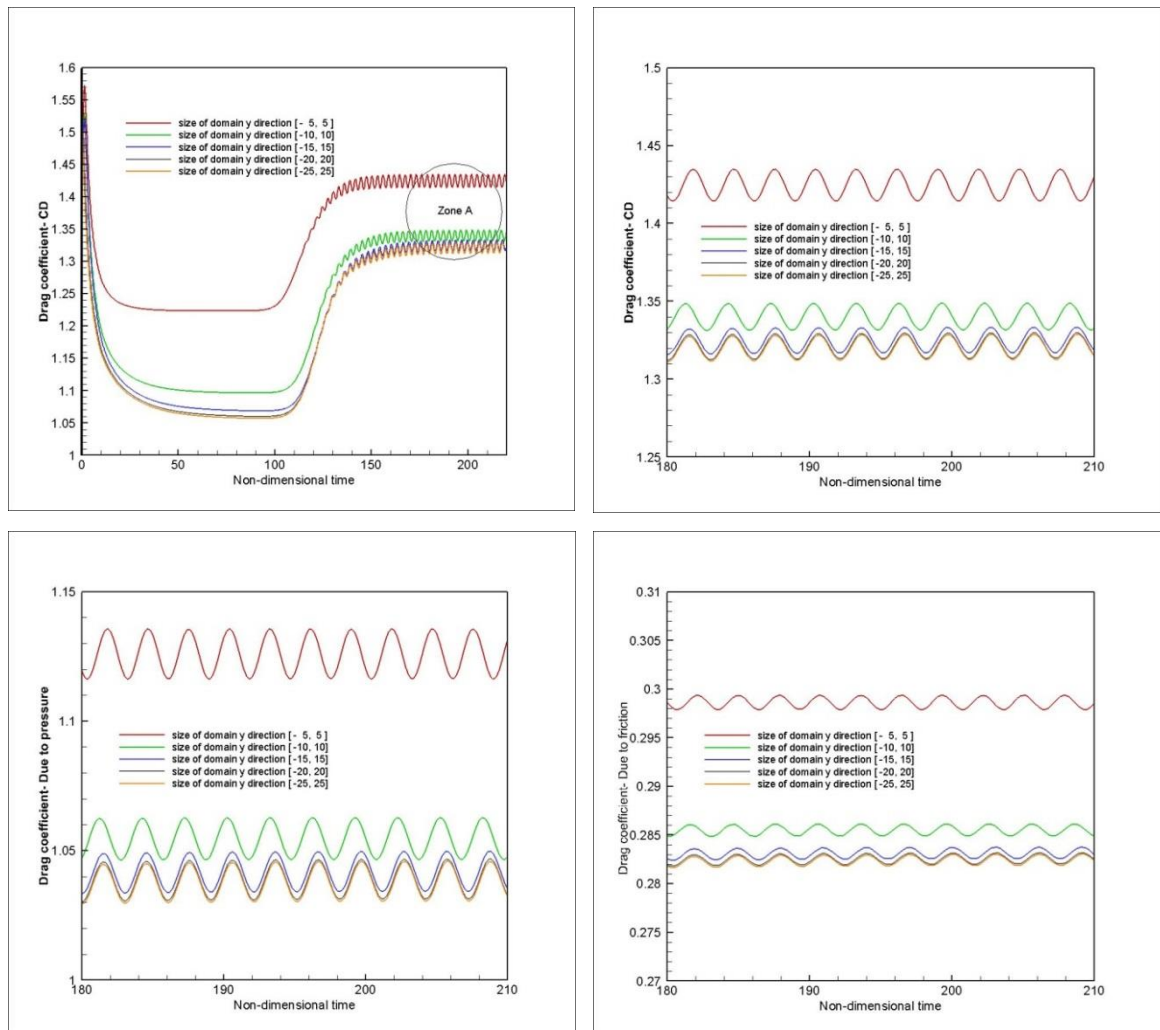 1.6
1.55
1.5
1.45
1.4
1.35
1.3
1.25
1.2
1.15
1.1
1.05
1
Drag coefficient- CD
size of domain y direction [ - 5, 5 ]
size of domain y direction [ -10, 10]
size of domain y direction [ -15, 15]
size of domain y direction [ -20, 20]
size of domain y direction [ -25, 25]
Zone A
0 50 100 150 200
Non-dimensional time
1.5
1.45
1.4
1.35
1.3
1.25
Drag coefficient- CD
size of domain y direction [ - 5, 5 ]
size of domain y direction [ -10, 10]
size of domain y direction [ -15, 15]
size of domain y direction [ -20, 20]
size of domain y direction [ -25, 25]
180 190 200 210
Non-dimensional time
1.15
1.1
1.05
1
Drag coefficient- Due to pressure
size of domain y direction [ - 5, 5 ]
size of domain y direction [ -10, 10]
size of domain y direction [ -15, 15]
size of domain y direction [ -20, 20]
size of domain y direction [ -25, 25]
180 190 200 210
Non-dimensional time
0.31
0.305
0.3
0.295
0.29
0.285
0.28
0.275
0.27
Drag coefficient- Due to friction
size of domain y direction [ - 5, 5 ]
size of domain y direction [ -10, 10]
size of domain y direction [ -15, 15]
size of domain y direction [ -20, 20]
size of domain y direction [ -25, 25]
180 190 200 210
Non-dimensional time